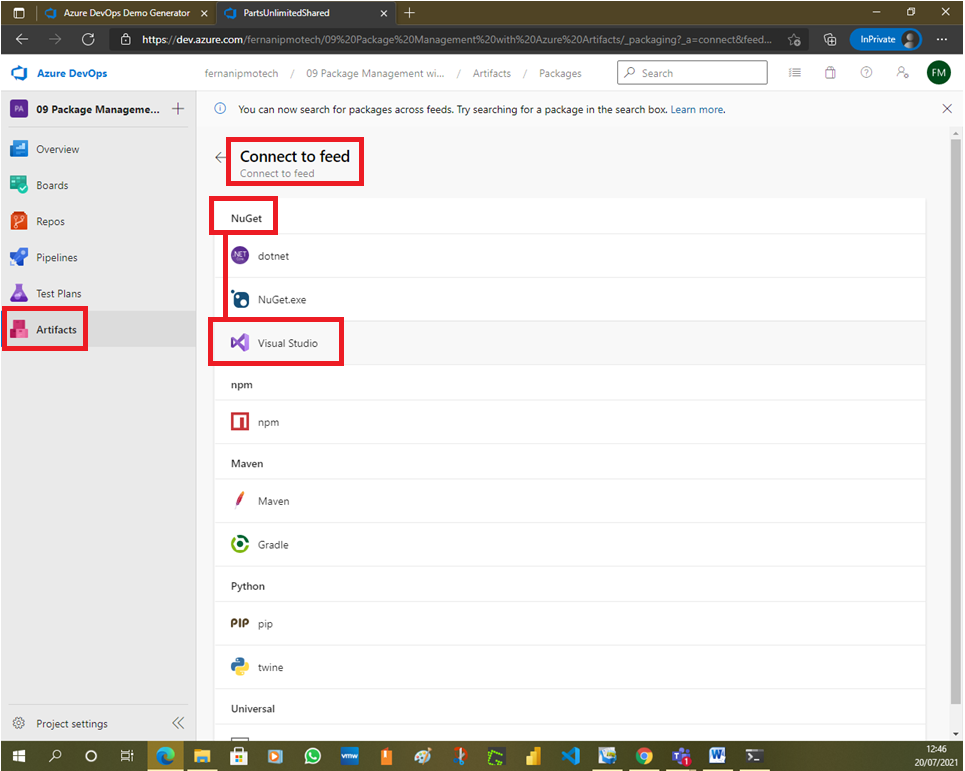 Azure DevOps Demo Generator
PartsUnlimitedShared
https://dev.azure.com/fernanipmotech/09%20Package%20Management%20with%20Azure%20Artifacts/_packaging?_a=connect&feed...
InPrivate
Azure DevOps
fernanipmotech / 09 Package Management wi... / Artifacts / Packages
Search
FM
PA
09 Package Manageme...
You can now search for packages across feeds. Try searching for a package in the search box. Learn more.
Overview
Boards
Repos
Pipelines
Test Plans
Artifacts
Project settings
Connect to feed
Connect to feed
NuGet
dotnet
NuGet.exe
Visual Studio
npm
npm
Maven
Maven
Gradle
Python
PIP pip
twine
Universal
12:46
20/07/2021